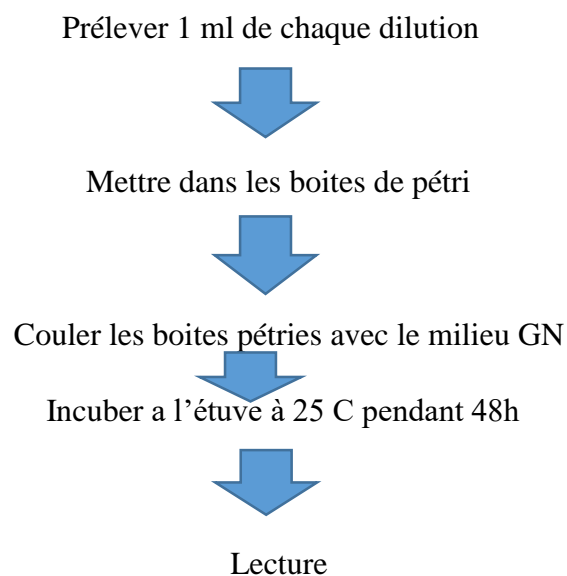 Prélever 1 ml de chaque dilution
Mettre dans les boites de pétri
Couler les boites pétries avec le milieu GN
Incuber a l’étuve à 25 C pendant 48h
Lecture